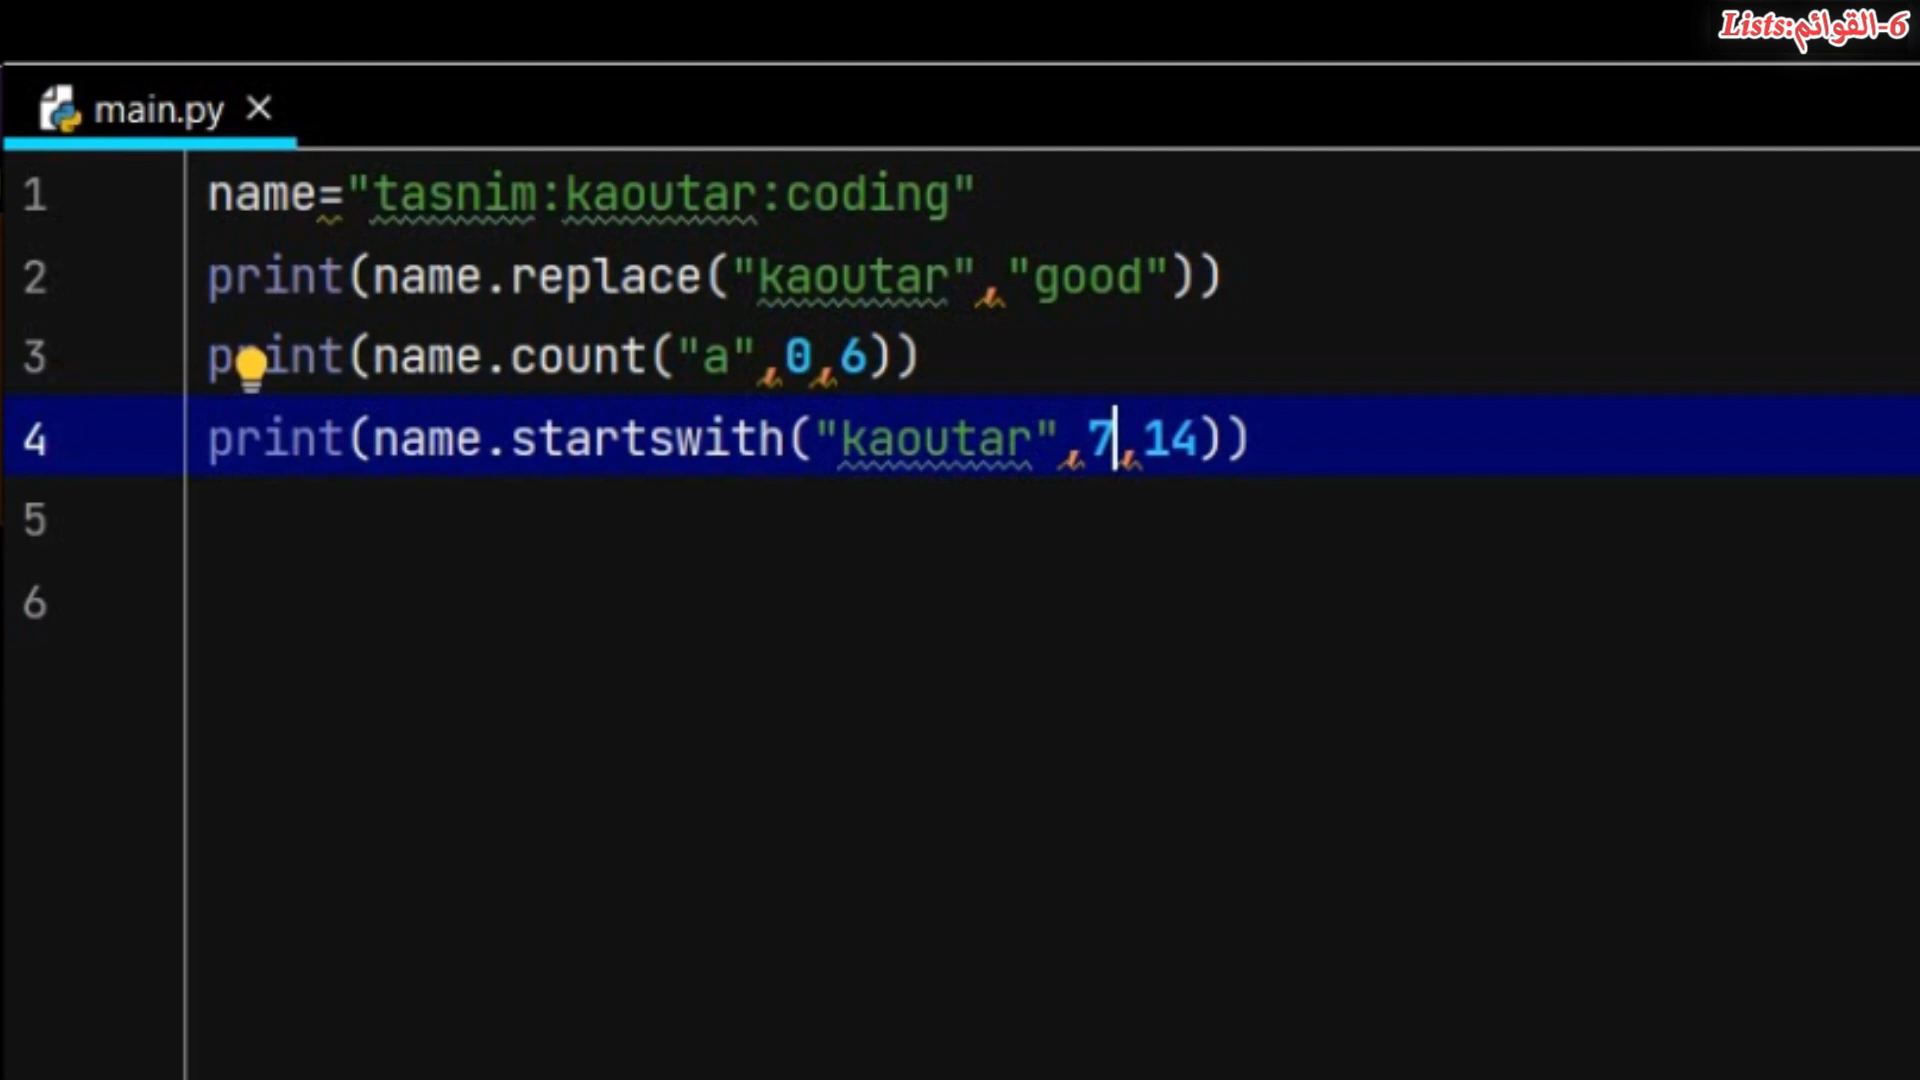 6-القوائم:Lists
main.py
1 name="tasnim:kaoutar:coding"
2 print(name.replace("kaoutar","good"))
3 print(name.count("a",0,6))
4 print(name.startswith("kaoutar",7,14))
5
6